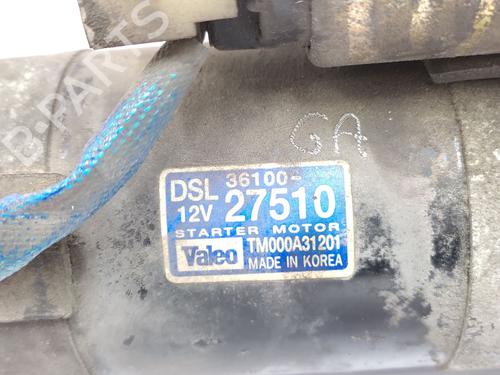 B-PARTS
GA
DSL 36100-
12V 27510
STARTER MOTOR
Valeo TM000A31201
MADE IN KOREA